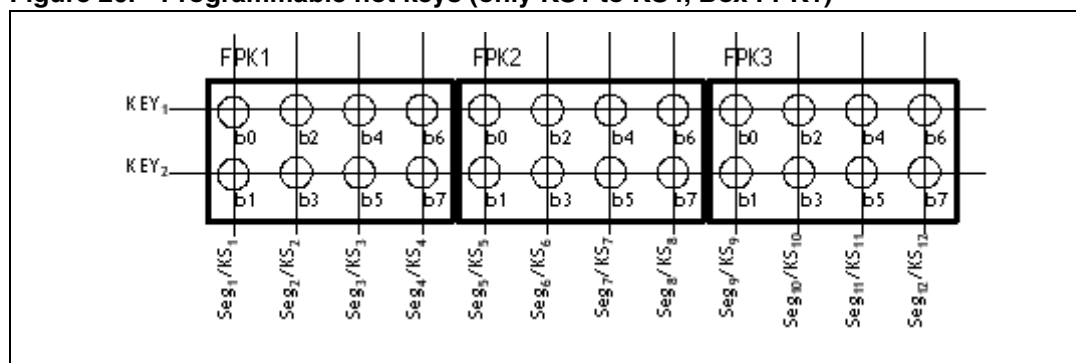 Figure 26. Programmable hot keys (only KS1 to KS4, Box FPK1)
FPK1 FPK2 FPK3
KEY1
b0 b2 b4 b6 b0 b2 b4 b6 b0 b2 b4 b6
KEY2
b1 b3 b5 b7 b1 b3 b5 b7 b1 b3 b5 b7
Seg1/KS1
Seg2/KS2
Seg3/KS3
Seg4/KS4
Seg5/KS5
Seg6/KS6
Seg7/KS7
Seg8/KS8
Seg9/KS9
Seg10/KS10
Seg11/KS11
Seg12/KS12